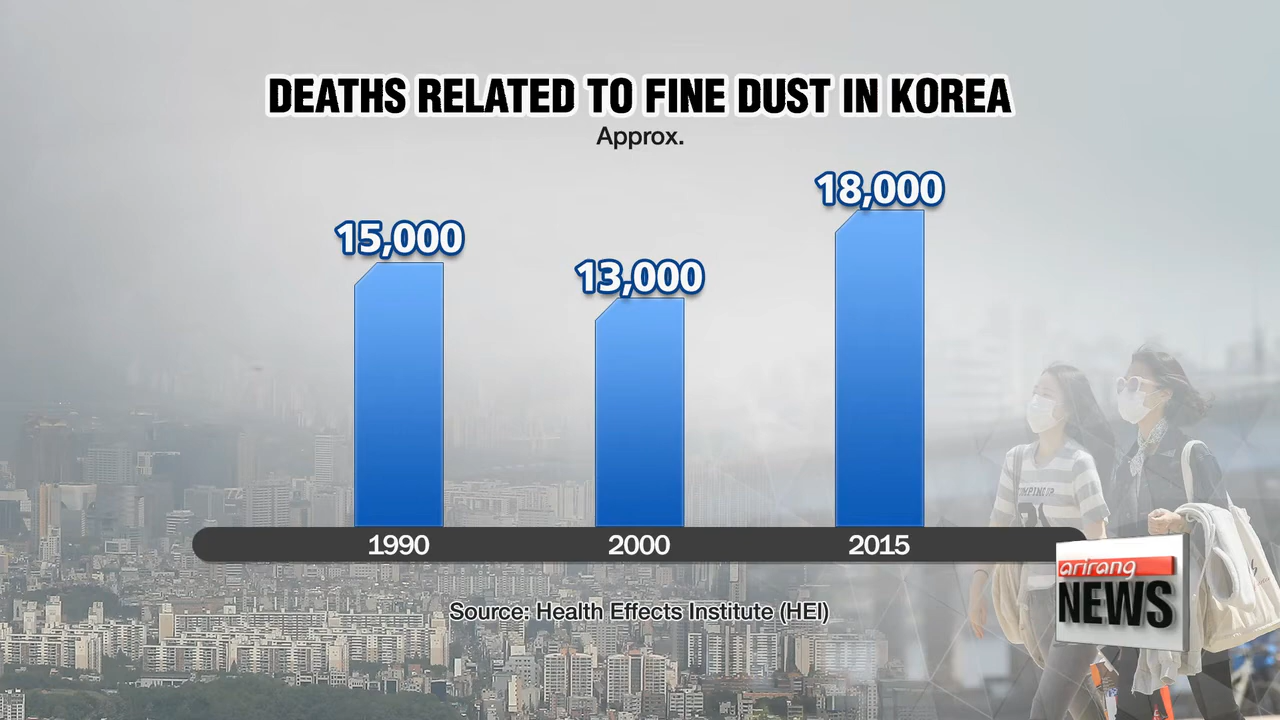 DEATHS RELATED TO FINE DUST IN KOREA
Approx.
15,000
13,000
18,000
1990
2000
2015
Source: Health Effects Institute (HEI)
arirang
NEWS